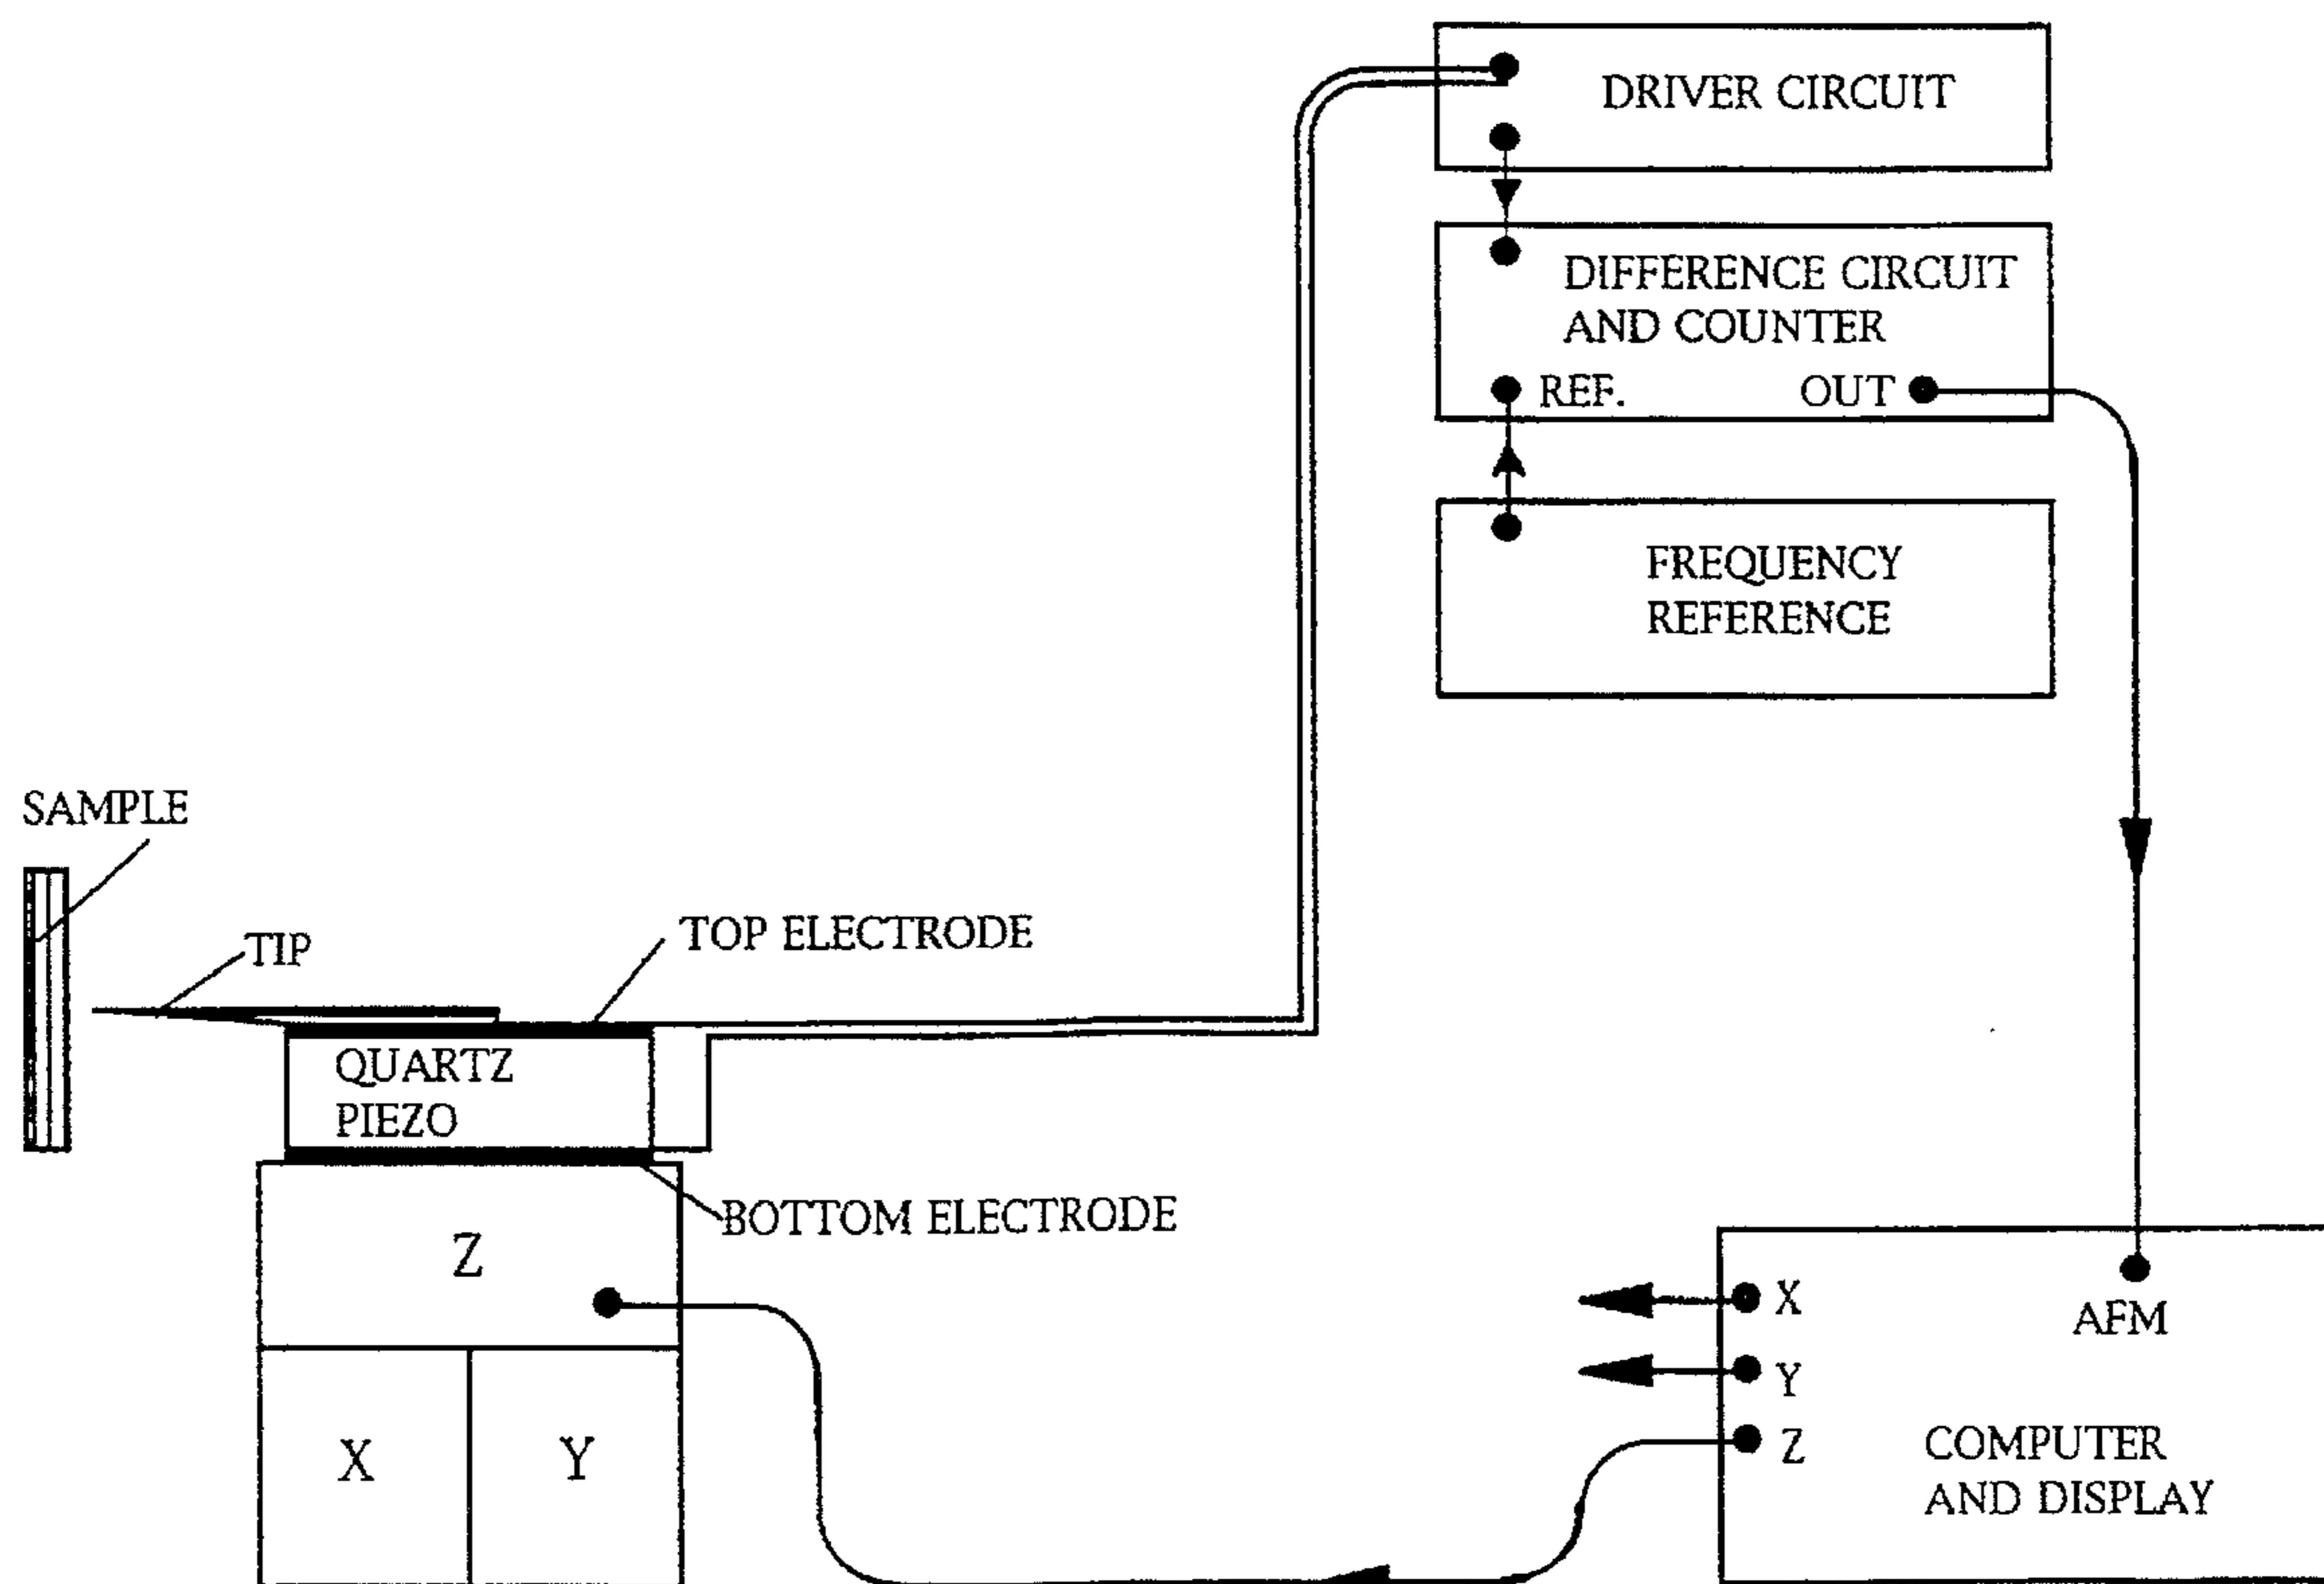 DRIVER CIRCUIT
DIFFERENCE CIRCUIT
AND COUNTER
REF. OUT
FREQUENCY
REFERENCE
SAMPLE
TIP
TOP ELECTRODE
QUARTZ
PIEZO
BOTTOM ELECTRODE
Z
X Y
X
AFM
Y
Z
COMPUTER
AND DISPLAY